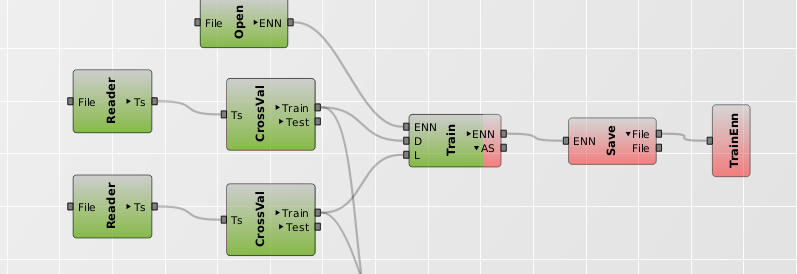 File Open ▸ENN
File Reader ▸ Ts
Ts CrossVal ▸Train
▸Test
ENN
D
L
Train
▸ENN
▾AS
ENN Save ▾File
File
TrainEnn
File Reader ▸ Ts
Ts CrossVal ▸Train
▸Test